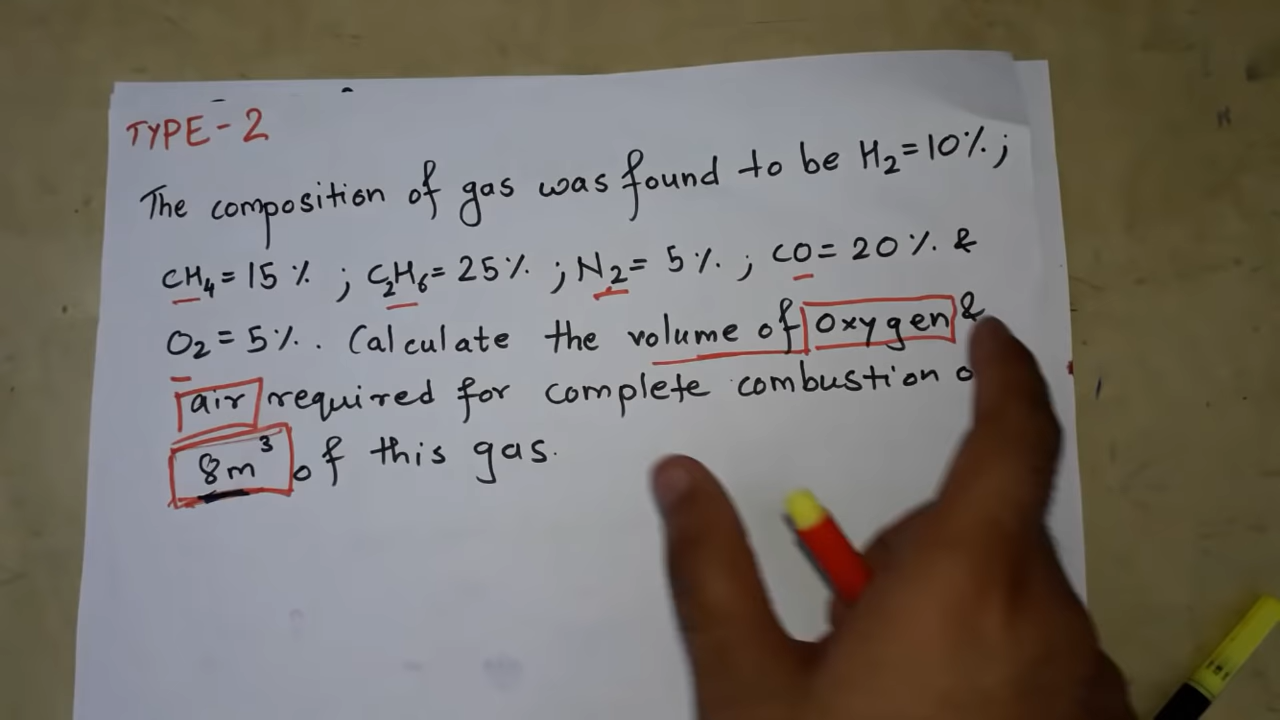 TYPE-2
The composition of gas was found to be H₂=10%;
CH₄=15%; C₂H₆=25%; N₂=5%; CO=20% &
O₂=5%. Calculate the volume of oxygen &
air required for complete combustion
8m³ of this gas.